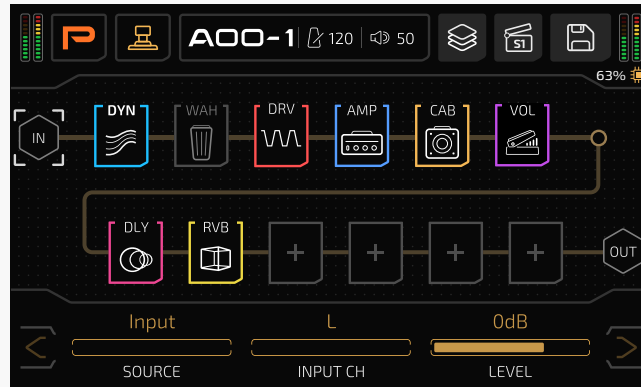 A00-1 120 50
S1
63%
IN DYN WAH DRV AMP CAB VOL
DLY RVB + + + + OUT
Input L 0dB
SOURCE INPUT CH LEVEL